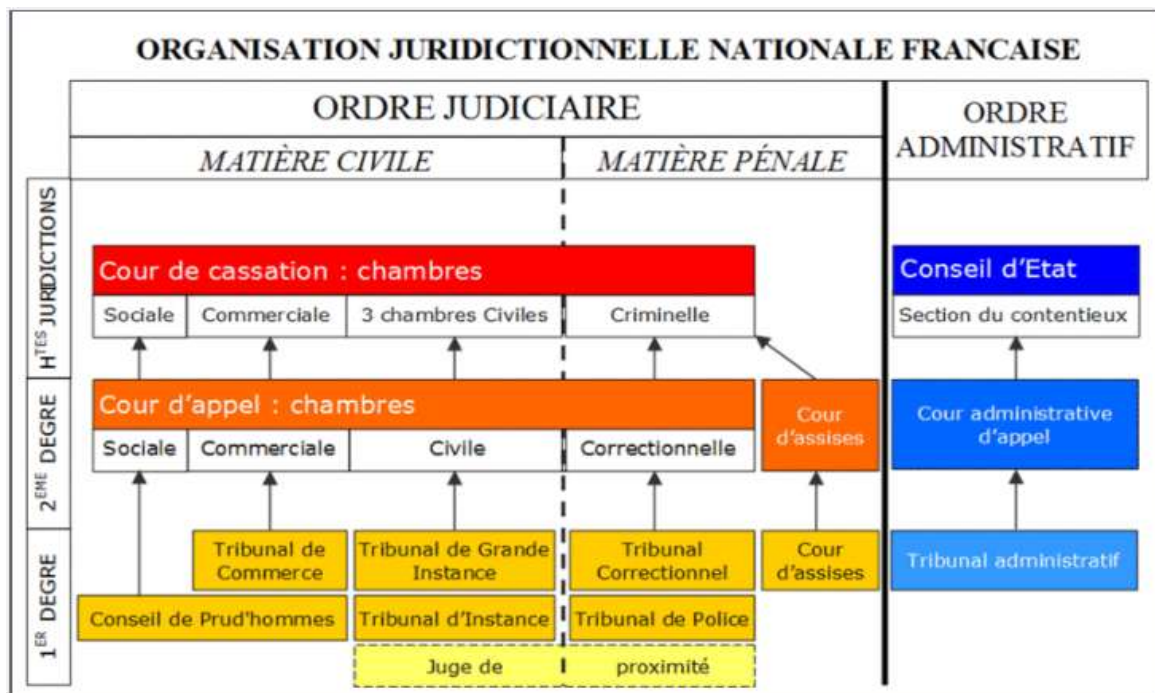 ORGANISATION JURIDICTIONNELLE NATIONALE FRANCAISE
ORDRE JUDICIAIRE
ORDRE
ADMINISTRATIF
MATIÈRE CIVILE
MATIÈRE PÉNALE
HTES JURIDICTIONS
Cour de cassation : chambres
Conseil d'Etat
Sociale
Commerciale
3 chambres Civiles
Criminelle
Section du contentieux
2EME DEGRE
Cour d'appel : chambres
Cour
d'assises
Cour administrative
d'appel
Sociale
Commerciale
Civile
Correctionnelle
1ER DEGRE
Tribunal de
Commerce
Tribunal de Grande
Instance
Tribunal
Correctionnel
Cour
d'assises
Tribunal administratif
Conseil de Prud'hommes
Tribunal d'Instance
Tribunal de Police
Juge de proximité